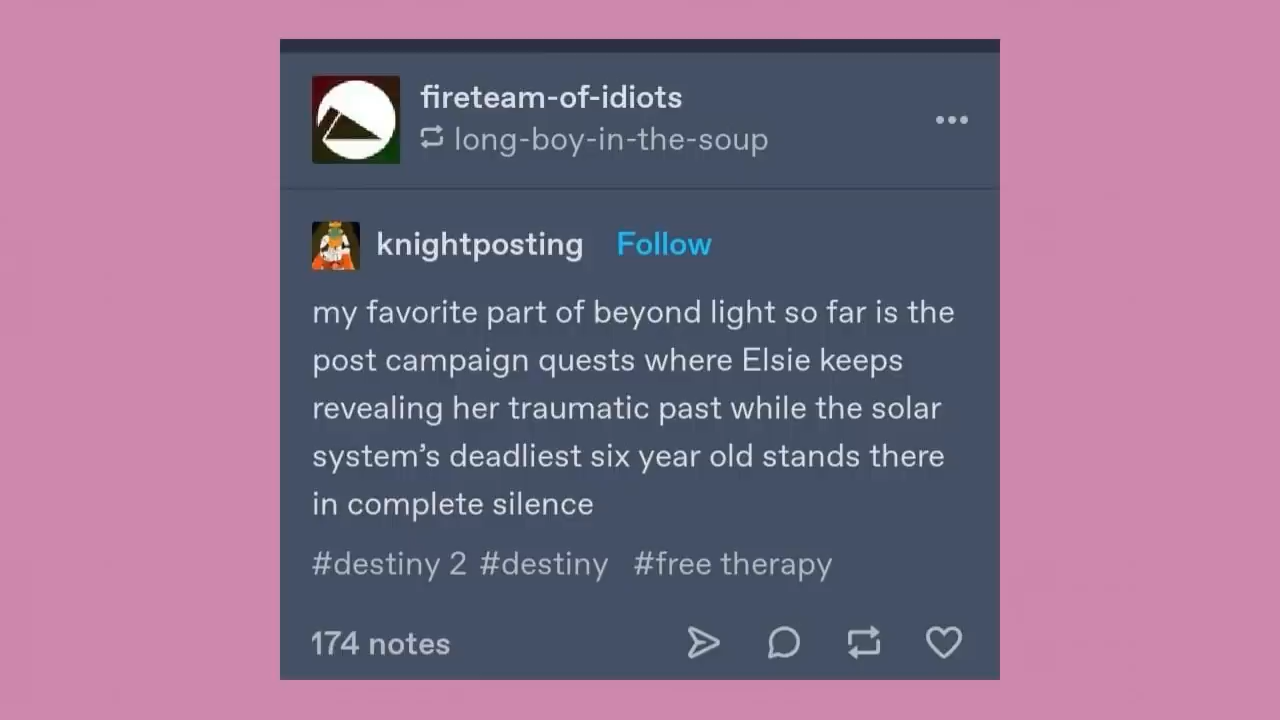 fireteam-of-idiots
long-boy-in-the-soup
knightposting Follow
my favorite part of beyond light so far is the
post campaign quests where Elsie keeps
revealing her traumatic past while the solar
system’s deadliest six year old stands there
in complete silence
#destiny 2 #destiny #free therapy
174 notes